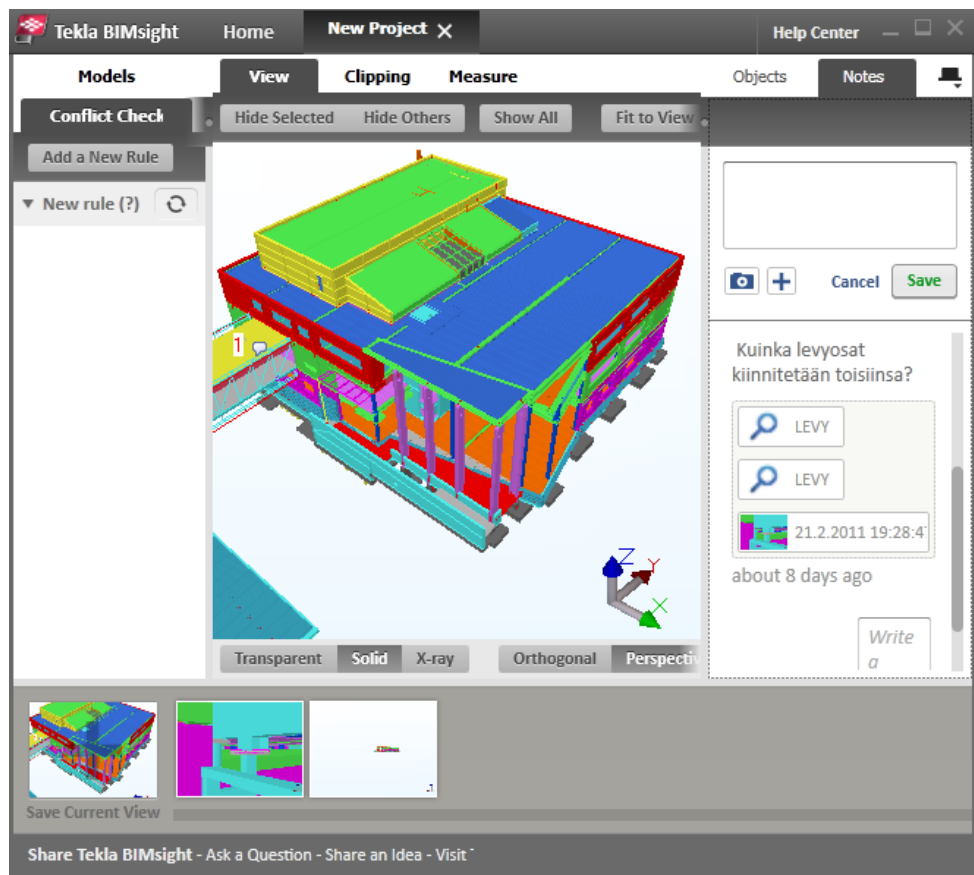 Tekla BIMsight
Home
New Project
Help Center
Models
View
Clipping
Measure
Objects
Notes
Conflict Check
Hide Selected
Hide Others
Show All
Fit to View
Add a New Rule
New rule (?)
Cancel
Save
1
Kuinka levyosat
kiinnitetään toisiinsa?
LEVY
LEVY
21.2.2011 19:28:4
about 8 days ago
Z
Y
X
Write
a
Transparent
Solid
X-ray
Orthogonal
Perspectiv
Save Current View
Share Tekla BIMsight - Ask a Question - Share an Idea - Visit